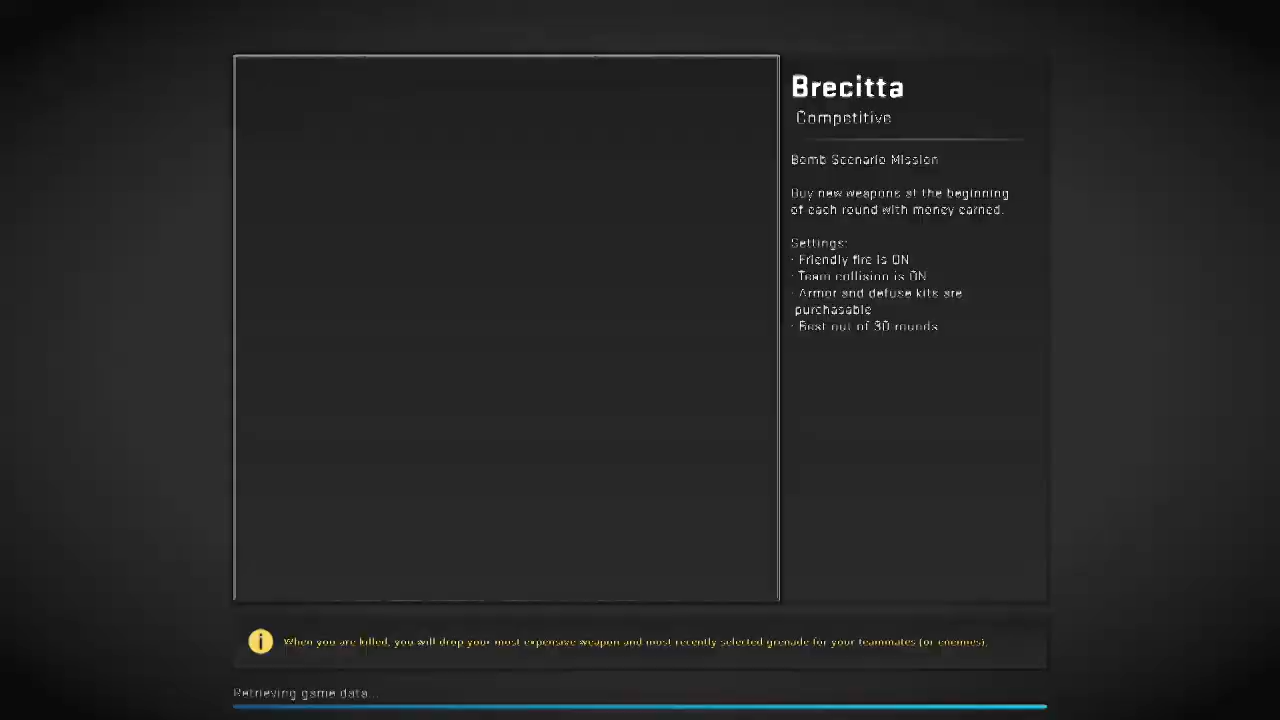 Brecitta
Competitive
Bomb Scenario Mission
Buy new weapons at the beginning
of each round with money earned.
Settings:
· Friendly fire is ON
· Team collision is ON
· Armor and defuse kits are
purchasable
· Best out of 30 rounds
When you are killed, you will drop your most expensive weapon and most recently selected grenade for your teammates (or enemies).
Retrieving game data...